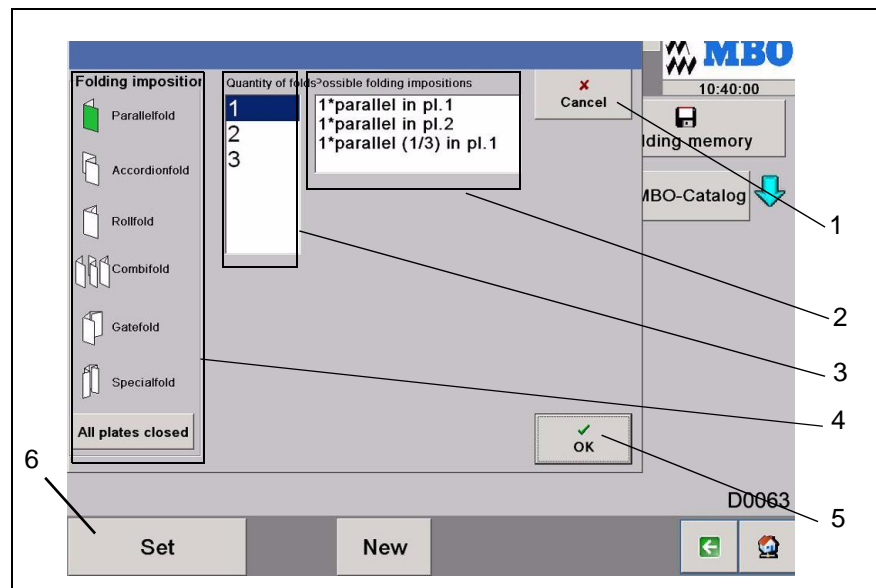 MBO
10:40:00
Folding imposition
Quantity of folds
Possible folding impositions
Cancel
Parallelfold
Accordionfold
Rollfold
Combifold
Gatefold
Specialfold
All plates closed
1
2
3
1*parallel in pl.1
1*parallel in pl.2
1*parallel (1/3) in pl.1
lding memory
MBO-Catalog
OK
D0063
Set
New
1
2
3
4
5
6